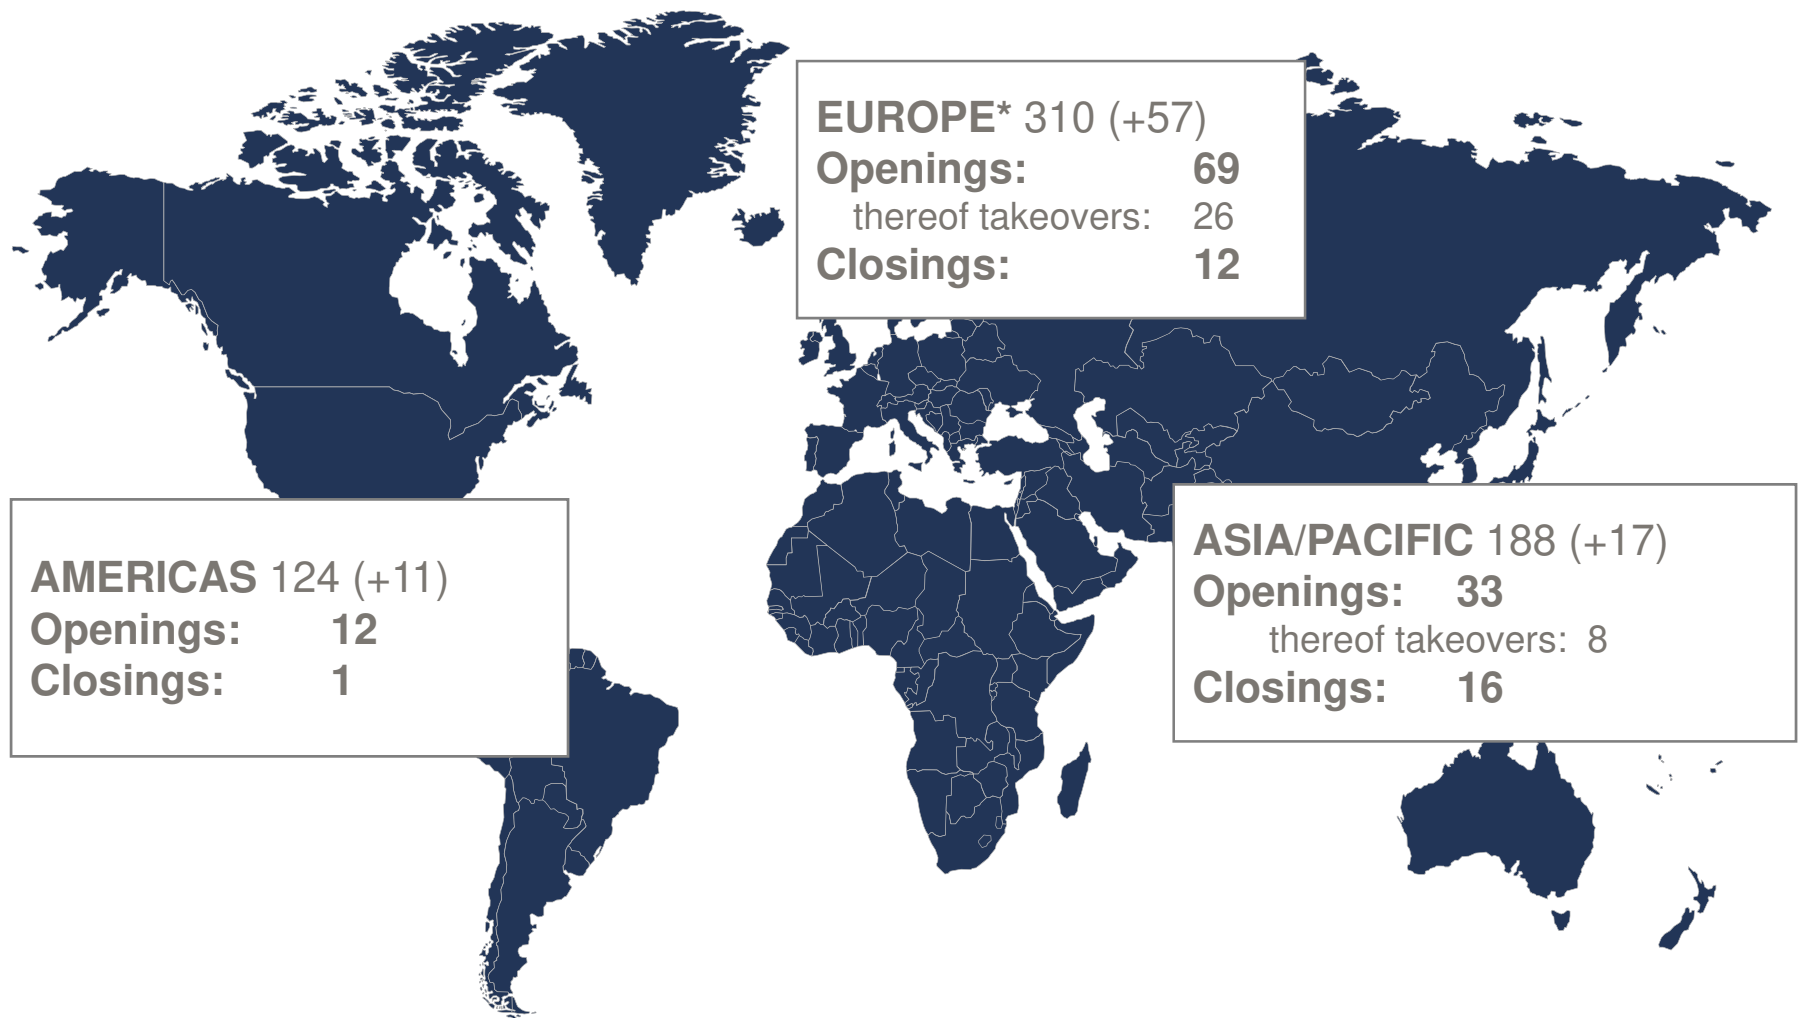 EUROPE* 310 (+57)
Openings: 69
thereof takeovers: 26
Closings: 12
AMERICAS 124 (+11)
Openings: 12
Closings: 1
ASIA/PACIFIC 188 (+17)
Openings: 33
thereof takeovers: 8
Closings: 16